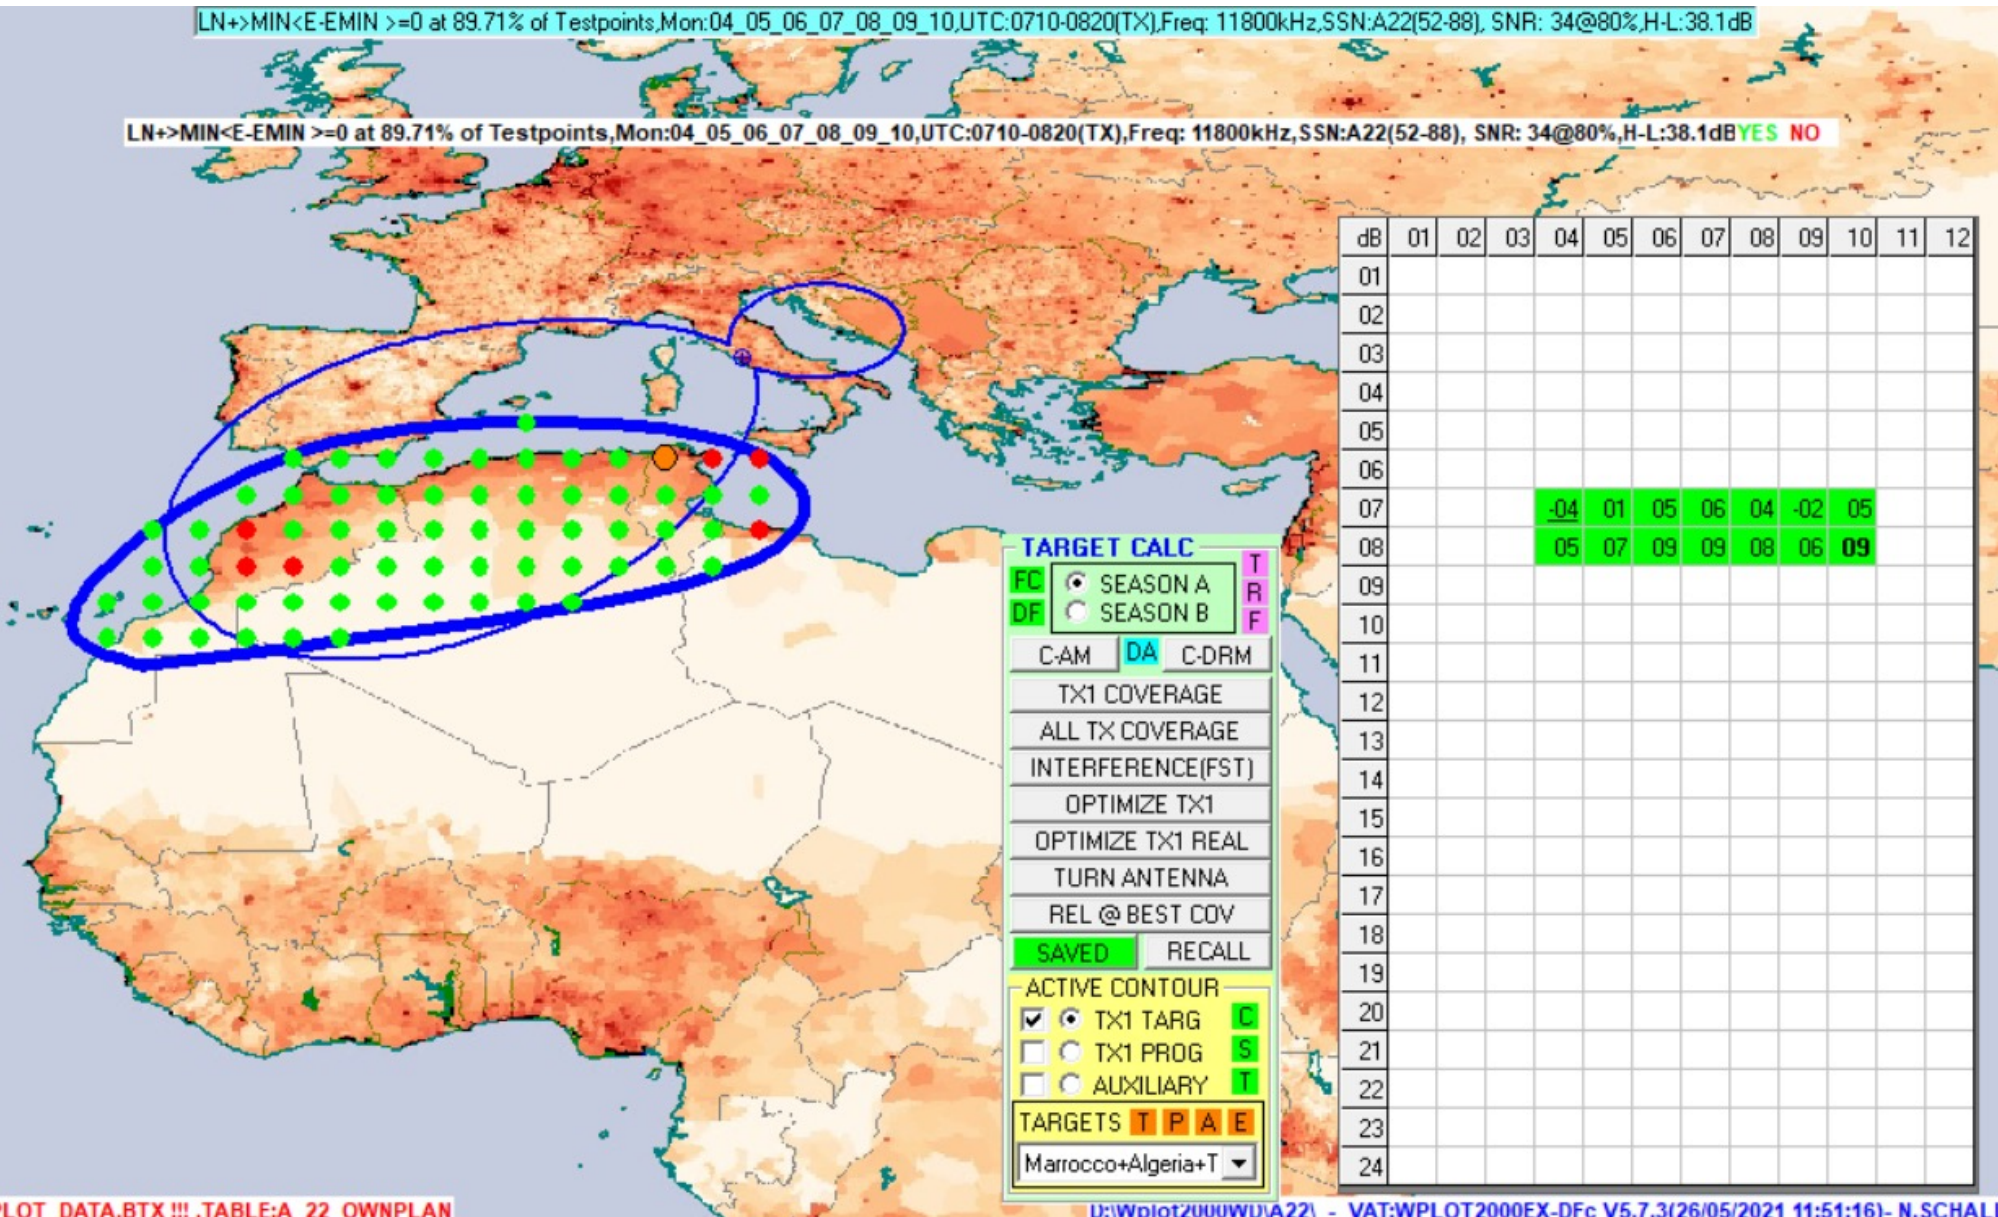 LN+>MIN<E-EMIN >=0 at 89.71% of Testpoints,Mon:04_05_06_07_08_09_10,UTC:0710-0820(TX),Freq: 11800kHz,SSN:A22(52-88), SNR: 34@80%,H-L:38.1dB
LN+>MIN<E-EMIN >=0 at 89.71% of Testpoints,Mon:04_05_06_07_08_09_10,UTC:0710-0820(TX),Freq: 11800kHz,SSN:A22(52-88), SNR: 34@80%,H-L:38.1dBYES NO
dB 01 02 03 04 05 06 07 08 09 10 11 12
01
02
03
04
05
06
07 -04 01 05 06 04 -02 05
08 05 07 09 09 08 06 09
09
10
11
12
13
14
15
16
17
18
19
20
21
22
23
24
TARGET CALC
FC SEASON A T
R
DF SEASON B F
C-AM DA C-DRM
TX1 COVERAGE
ALL TX COVERAGE
INTERFERENCE(FST)
OPTIMIZE TX1
OPTIMIZE TX1 REAL
TURN ANTENNA
REL @ BEST COV
SAVED RECALL
ACTIVE CONTOUR
TX1 TARG C
TX1 PROG S
AUXILIARY T
TARGETS T P A E
Marrocco+Algeria+T
PLOT_DATA.BTX !!! ,TABLE:A_22_OWNPLAN
D:\Wplot2000WD\A22\ - VAT:WPLOT2000EX-DFc V5.7.3(26/05/2021 11:51:16)- N.SCHALL